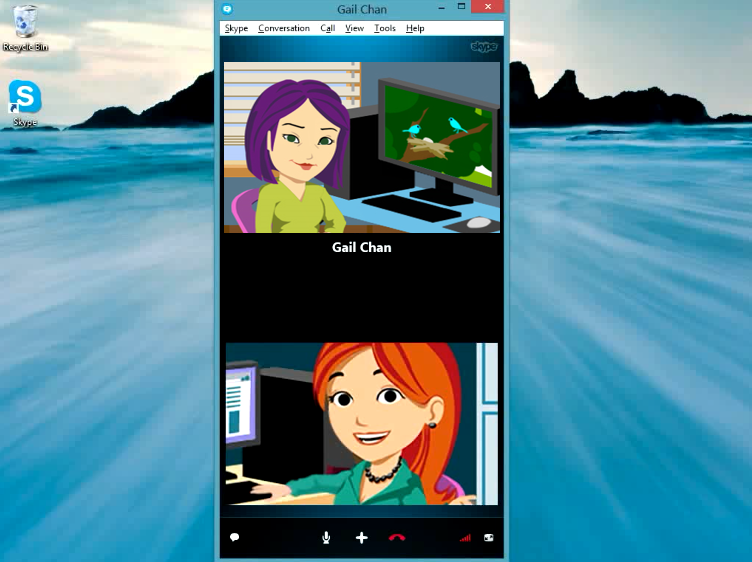 Gail Chan
Skype Conversation Call View Tools Help
skype
Recycle Bin
S
Skype
Gail Chan